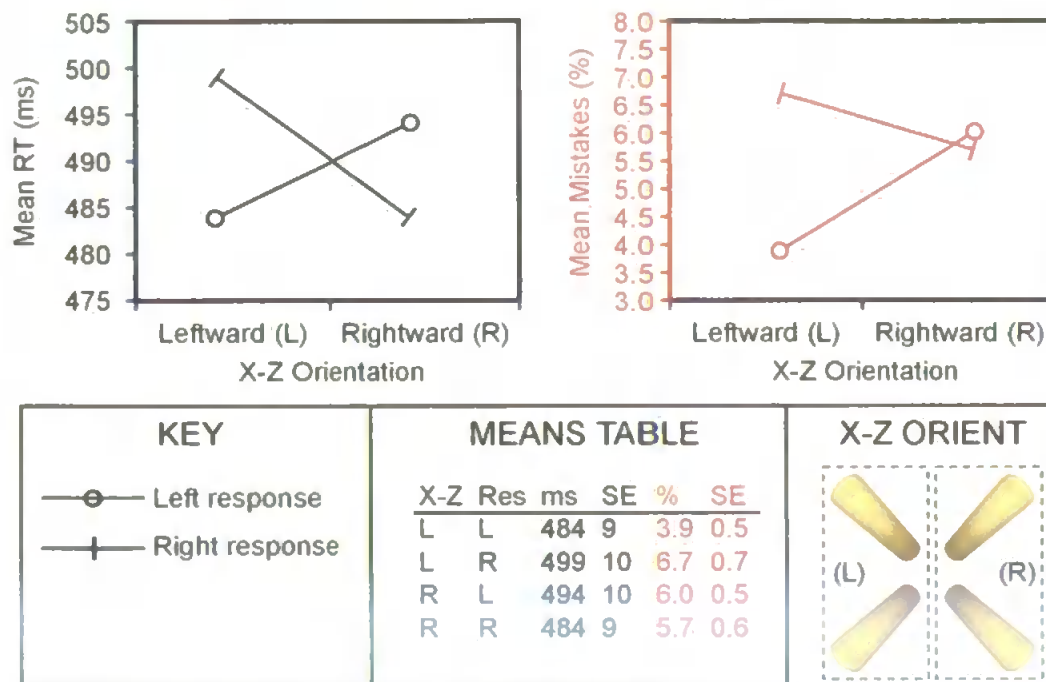 505
500
495
490
485
480
475
Mean RT (ms)
Leftward (L) Rightward (R)
X-Z Orientation
8.0
7.5
7.0
6.5
6.0
5.5
5.0
4.5
4.0
3.5
3.0
Mean Mistakes (%)
Leftward (L) Rightward (R)
X-Z Orientation
KEY
Left response
Right response
MEANS TABLE
X-Z Res ms SE % SE
L L 484 9 3.9 0.5
L R 499 10 6.7 0.7
R L 494 10 6.0 0.5
R R 484 9 5.7 0.6
X-Z ORIENT
(L) (R)